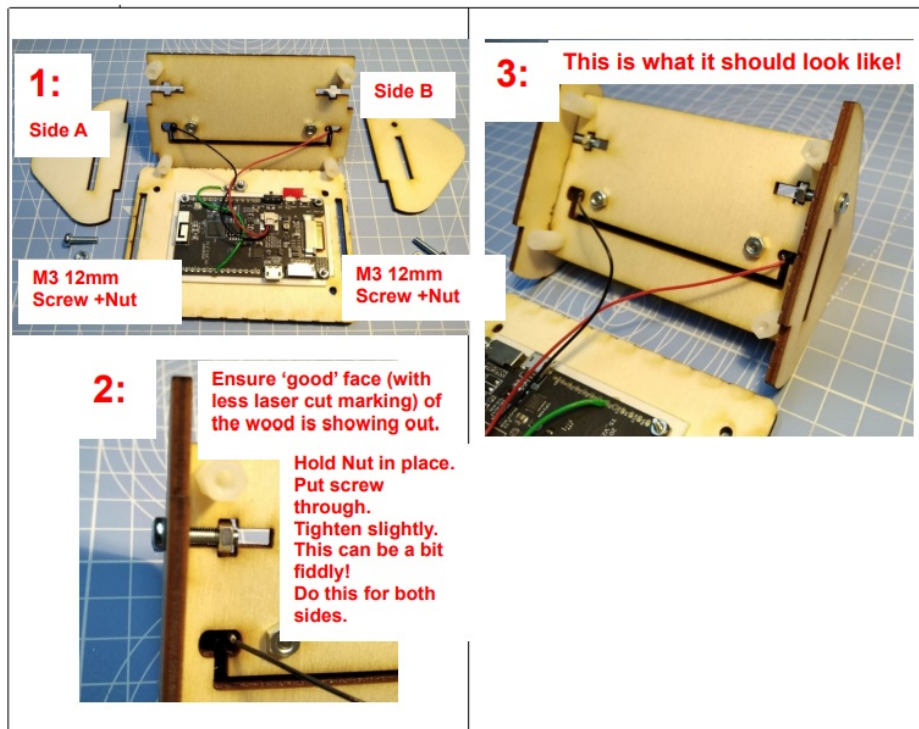 1:
Side A
Side B
M3 12mm
Screw +Nut
M3 12mm
Screw +Nut
2:
Ensure ‘good’ face (with
less laser cut marking) of
the wood is showing out.
Hold Nut in place.
Put screw
through.
Tighten slightly.
This can be a bit
fiddly!
Do this for both
sides.
3:
This is what it should look like!